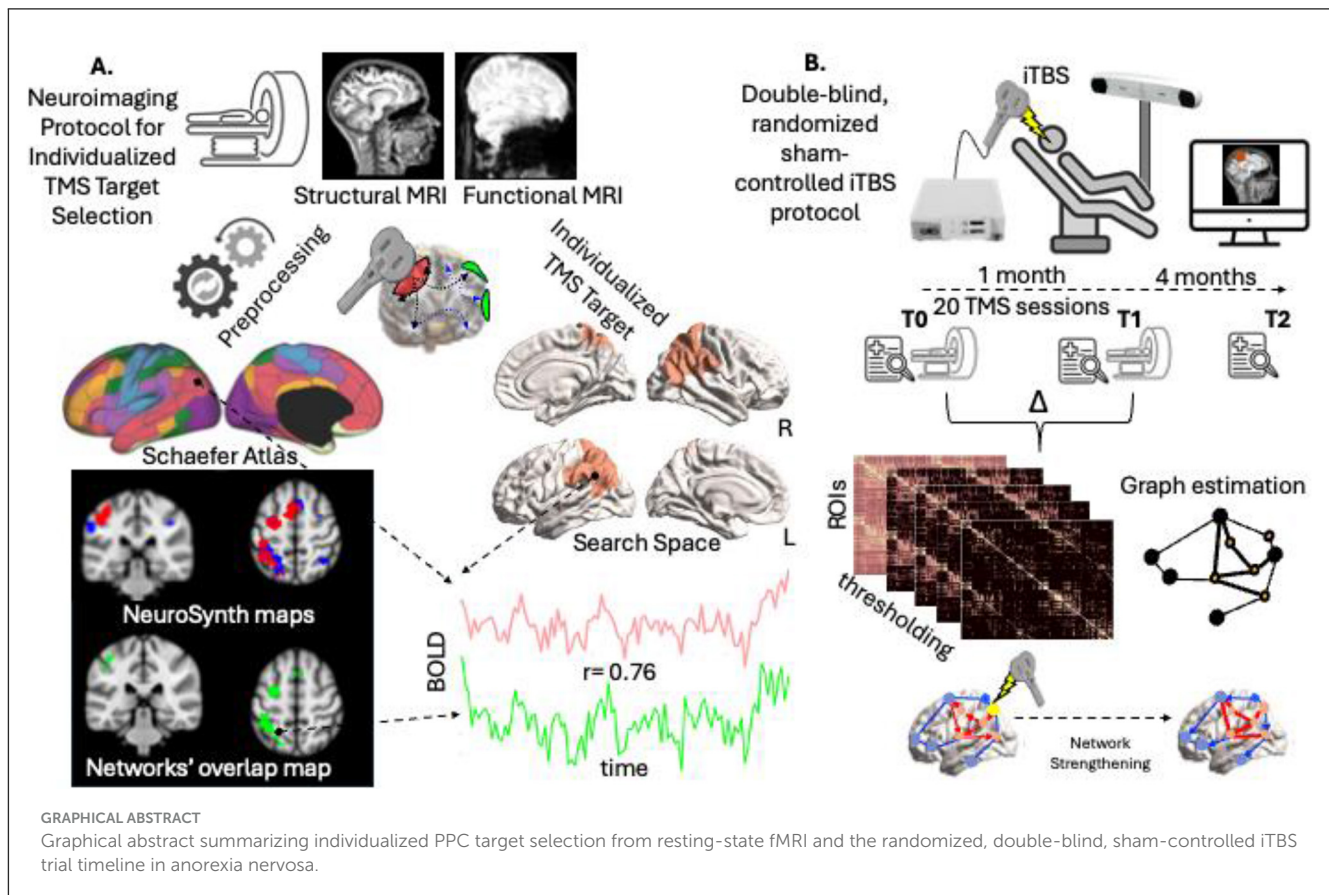 A.
Neuroimaging
Protocol for
Individualized
TMS Target
Selection
Structural MRI
Functional MRI
Preprocessing
Individualized
TMS Target
Schaefer Atlas
R
L
Search Space
NeuroSynth maps
Networks' overlap map
BOLD
r= 0.76
time
B.
Double-blind,
randomized
sham-
controlled iTBS
protocol
iTBS
1 month
4 months
20 TMS sessions
T0
T1
T2
Δ
ROIs
thresholding
Graph estimation
Network
Strengthening
GRAPHICAL ABSTRACT
Graphical abstract summarizing individualized PPC target selection from resting-state fMRI and the randomized, double-blind, sham-controlled iTBS
trial timeline in anorexia nervosa.